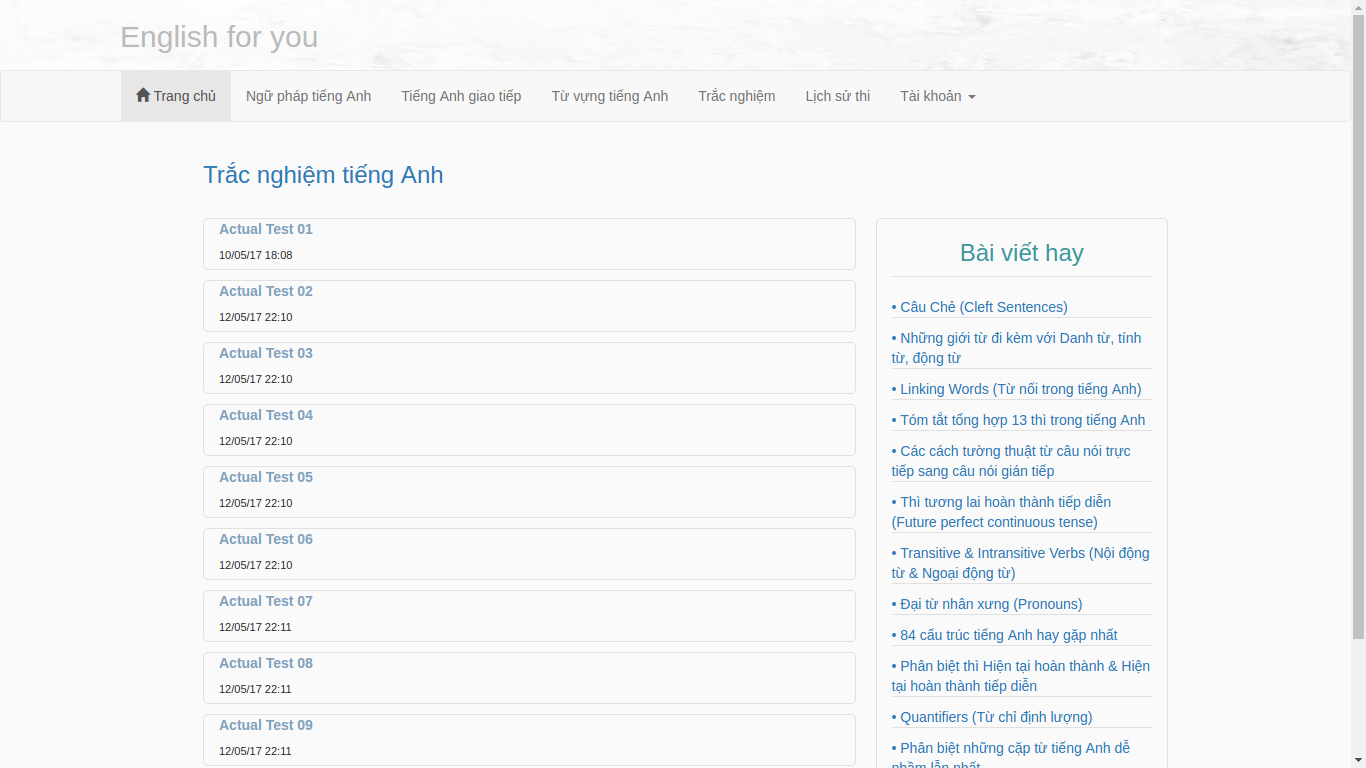 English for you
Trang chủ
Ngữ pháp tiếng Anh
Tiếng Anh giao tiếp
Từ vựng tiếng Anh
Trắc nghiệm
Lịch sử thi
Tài khoản
Trắc nghiệm tiếng Anh
Actual Test 01
10/05/17 18:08
Actual Test 02
12/05/17 22:10
Actual Test 03
12/05/17 22:10
Actual Test 04
12/05/17 22:10
Actual Test 05
12/05/17 22:10
Actual Test 06
12/05/17 22:10
Actual Test 07
12/05/17 22:11
Actual Test 08
12/05/17 22:11
Actual Test 09
12/05/17 22:11
Bài viết hay
• Câu Chẻ (Cleft Sentences)
• Những giới từ đi kèm với Danh từ, tính
từ, động từ
• Linking Words (Từ nối trong tiếng Anh)
• Tóm tắt tổng hợp 13 thì trong tiếng Anh
• Các cách tường thuật từ câu nói trực
tiếp sang câu nói gián tiếp
• Thì tương lai hoàn thành tiếp diễn
(Future perfect continuous tense)
• Transitive & Intransitive Verbs (Nội động
từ & Ngoại động từ)
• Đại từ nhân xưng (Pronouns)
• 84 cấu trúc tiếng Anh hay gặp nhất
• Phân biệt thì Hiện tại hoàn thành & Hiện
tại hoàn thành tiếp diễn
• Quantifiers (Từ chỉ định lượng)
• Phân biệt những cặp từ tiếng Anh dễ
nhầm lẫn nhất